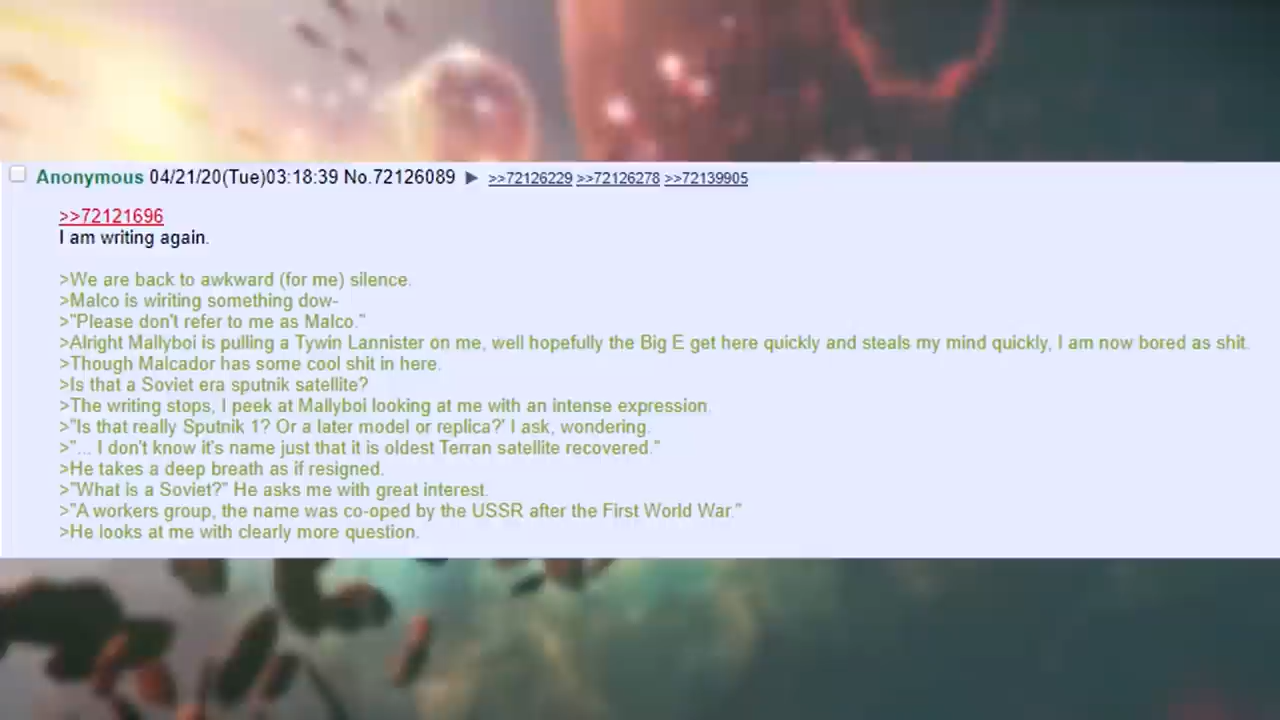 Anonymous 04/21/20(Tue)03:18:39 No.72126089 ▶ >>72126229 >>72126278 >>72139905
>>72121696
I am writing again.
>We are back to awkward (for me) silence.
>Malco is wiriting something dow-
>"Please don't refer to me as Malco."
>Alright Mallyboi is pulling a Tywin Lannister on me, well hopefully the Big E get here quickly and steals my mind quickly, I am now bored as shit.
>Though Malcador has some cool shit in here.
>Is that a Soviet era sputnik satellite?
>The writing stops, I peek at Mallyboi looking at me with an intense expression.
>"Is that really Sputnik 1? Or a later model or replica?' I ask, wondering.
>"... I don't know it's name just that it is oldest Terran satellite recovered."
>He takes a deep breath as if resigned.
>"What is a Soviet?" He asks me with great interest.
>"A workers group, the name was co-oped by the USSR after the First World War."
>He looks at me with clearly more question.